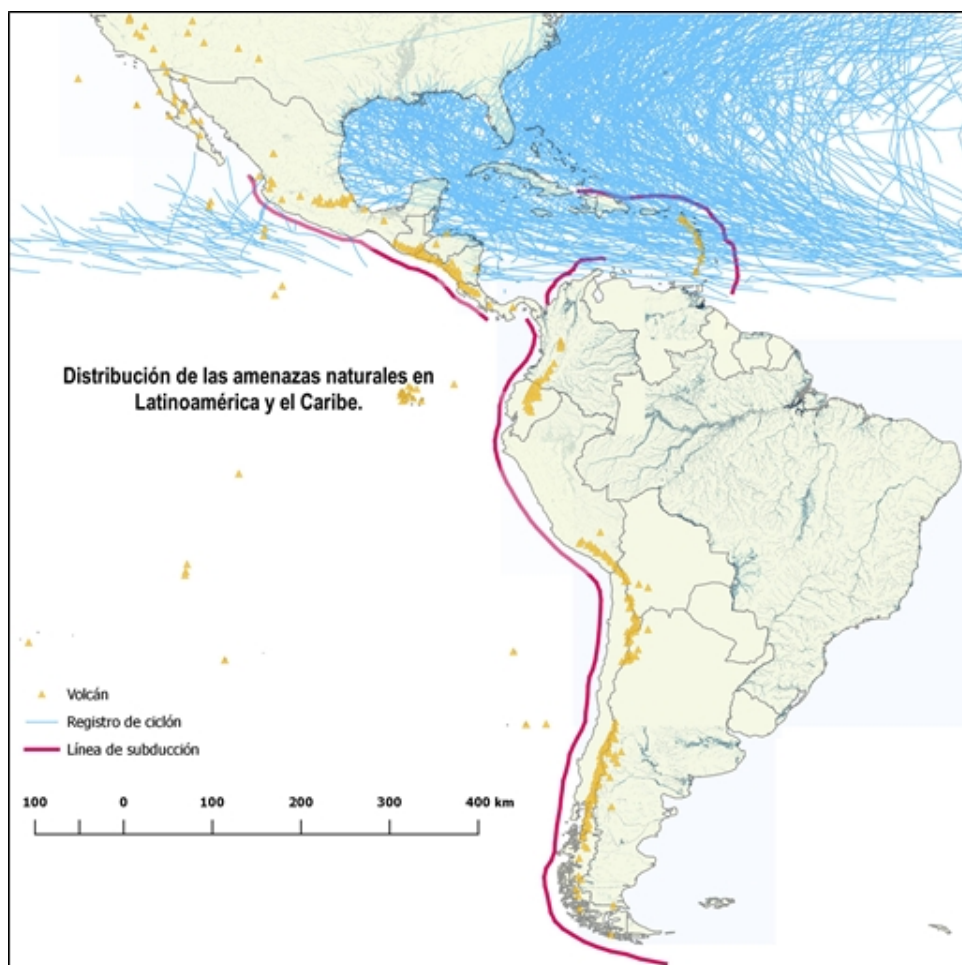 Distribución de las amenazas naturales en
Latinoamérica y el Caribe.
Volcán
Registro de ciclón
Línea de subducción
100 0 100 200 300 400 km